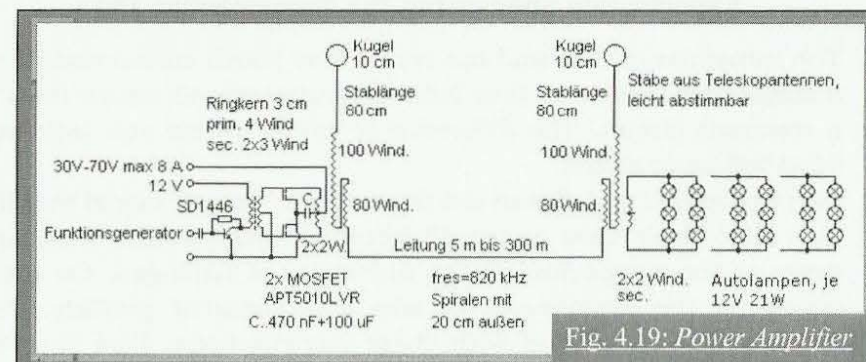 Kugel
10 cm
Kugel
10 cm
Stablänge
80 cm
Stablänge
80 cm
Stäbe aus Teleskopantennen,
leicht abstimmbar
Ringkern 3 cm
prim. 4 Wind
sec. 2x3 Wind
100 Wind.
100 Wind.
30V-70V max 8 A
12 V
SD1446
C
80 Wind.
80 Wind.
Funktionsgenerator
2x2W.
Leitung 5 m bis 300 m
2x MOSFET
APT5010LVR
C..470 nF+100 uF
fres=820 kHz
Spiralen mit
20 cm außen
2x2 Wind.
sec.
Autolampen, je
12V 21W
Fig. 4.19: Power Amplifier